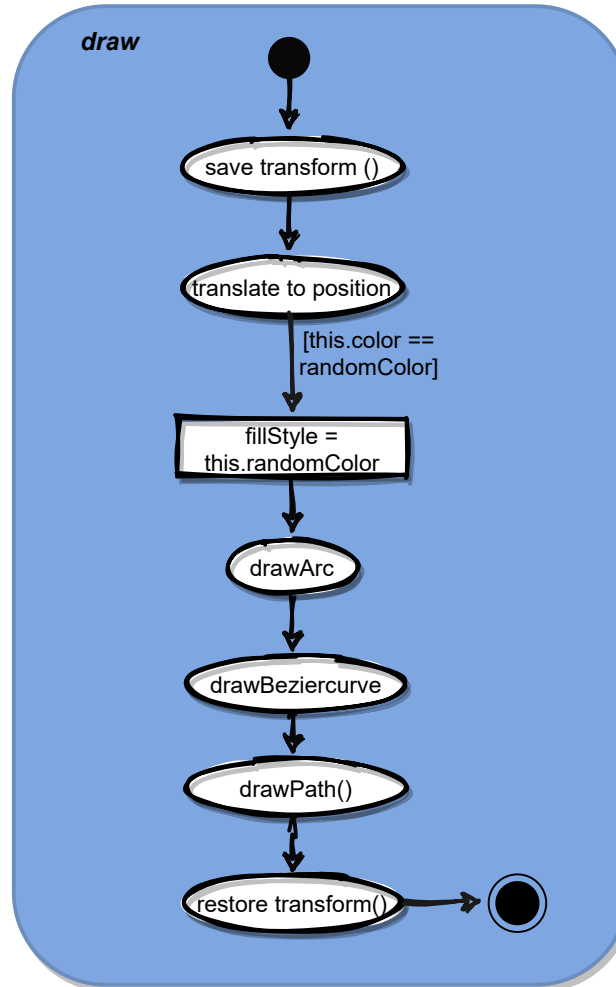 draw
save transform ()
translate to position
[this.color ==
randomColor]
fillStyle =
this.randomColor
drawArc
drawBeziercurve
drawPath()
restore transform()